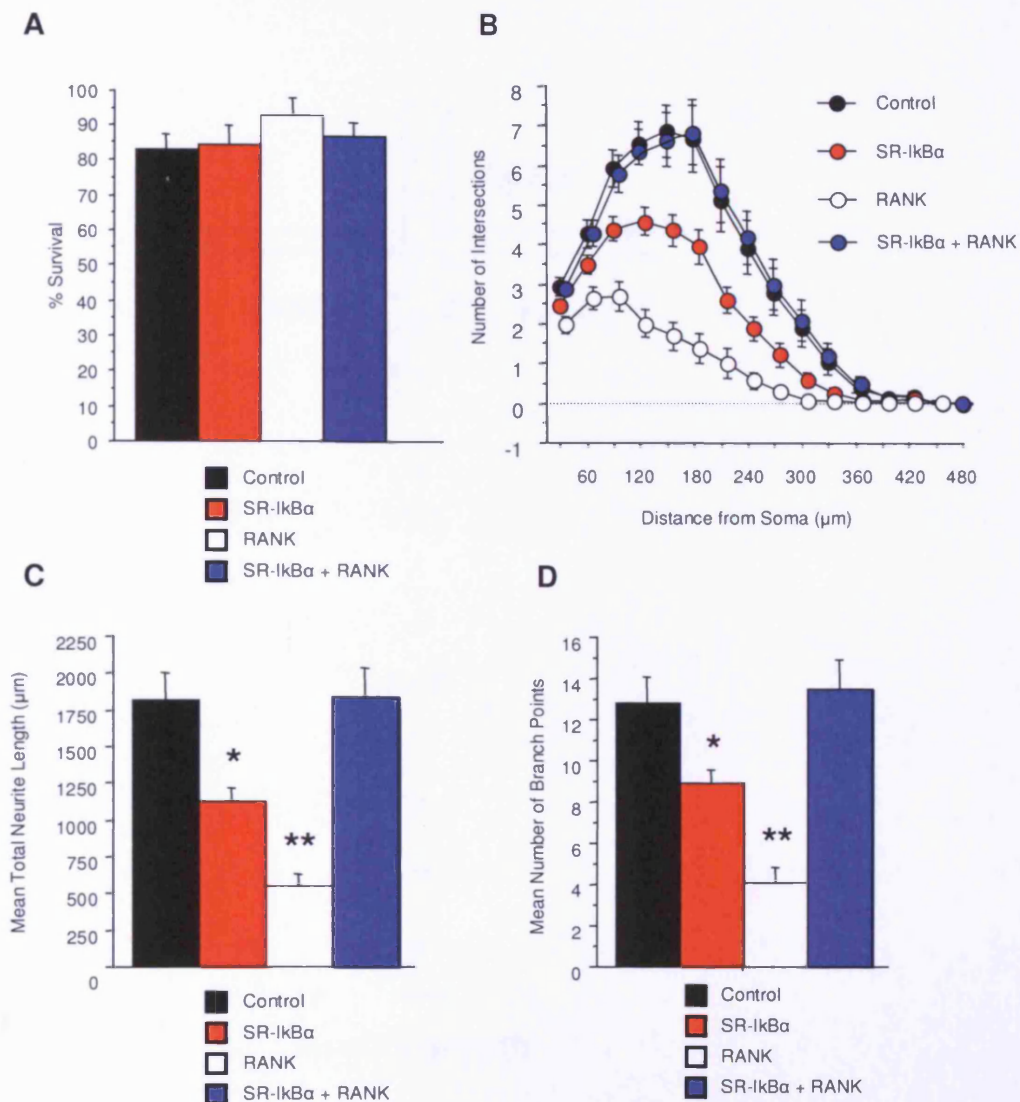 A
100
90
80
70
60
50
40
30
20
10
0
% Survival
Control
SR-IkBα
RANK
SR-IkBα + RANK
B
8
7
6
5
4
3
2
1
0
-1
Number of Intersections
60 120 180 240 300 360 420 480
Distance from Soma (µm)
Control
SR-IkBα
RANK
SR-IkBα + RANK
C
2250
2000
1750
1500
1250
1000
750
500
250
0
Mean Total Neurite Length (µm)
*
**
Control
SR-IkBα
RANK
SR-IkBα + RANK
D
16
14
12
10
8
6
4
2
0
Mean Number of Branch Points
*
**
Control
SR-IkBα
RANK
SR-IkBα + RANK